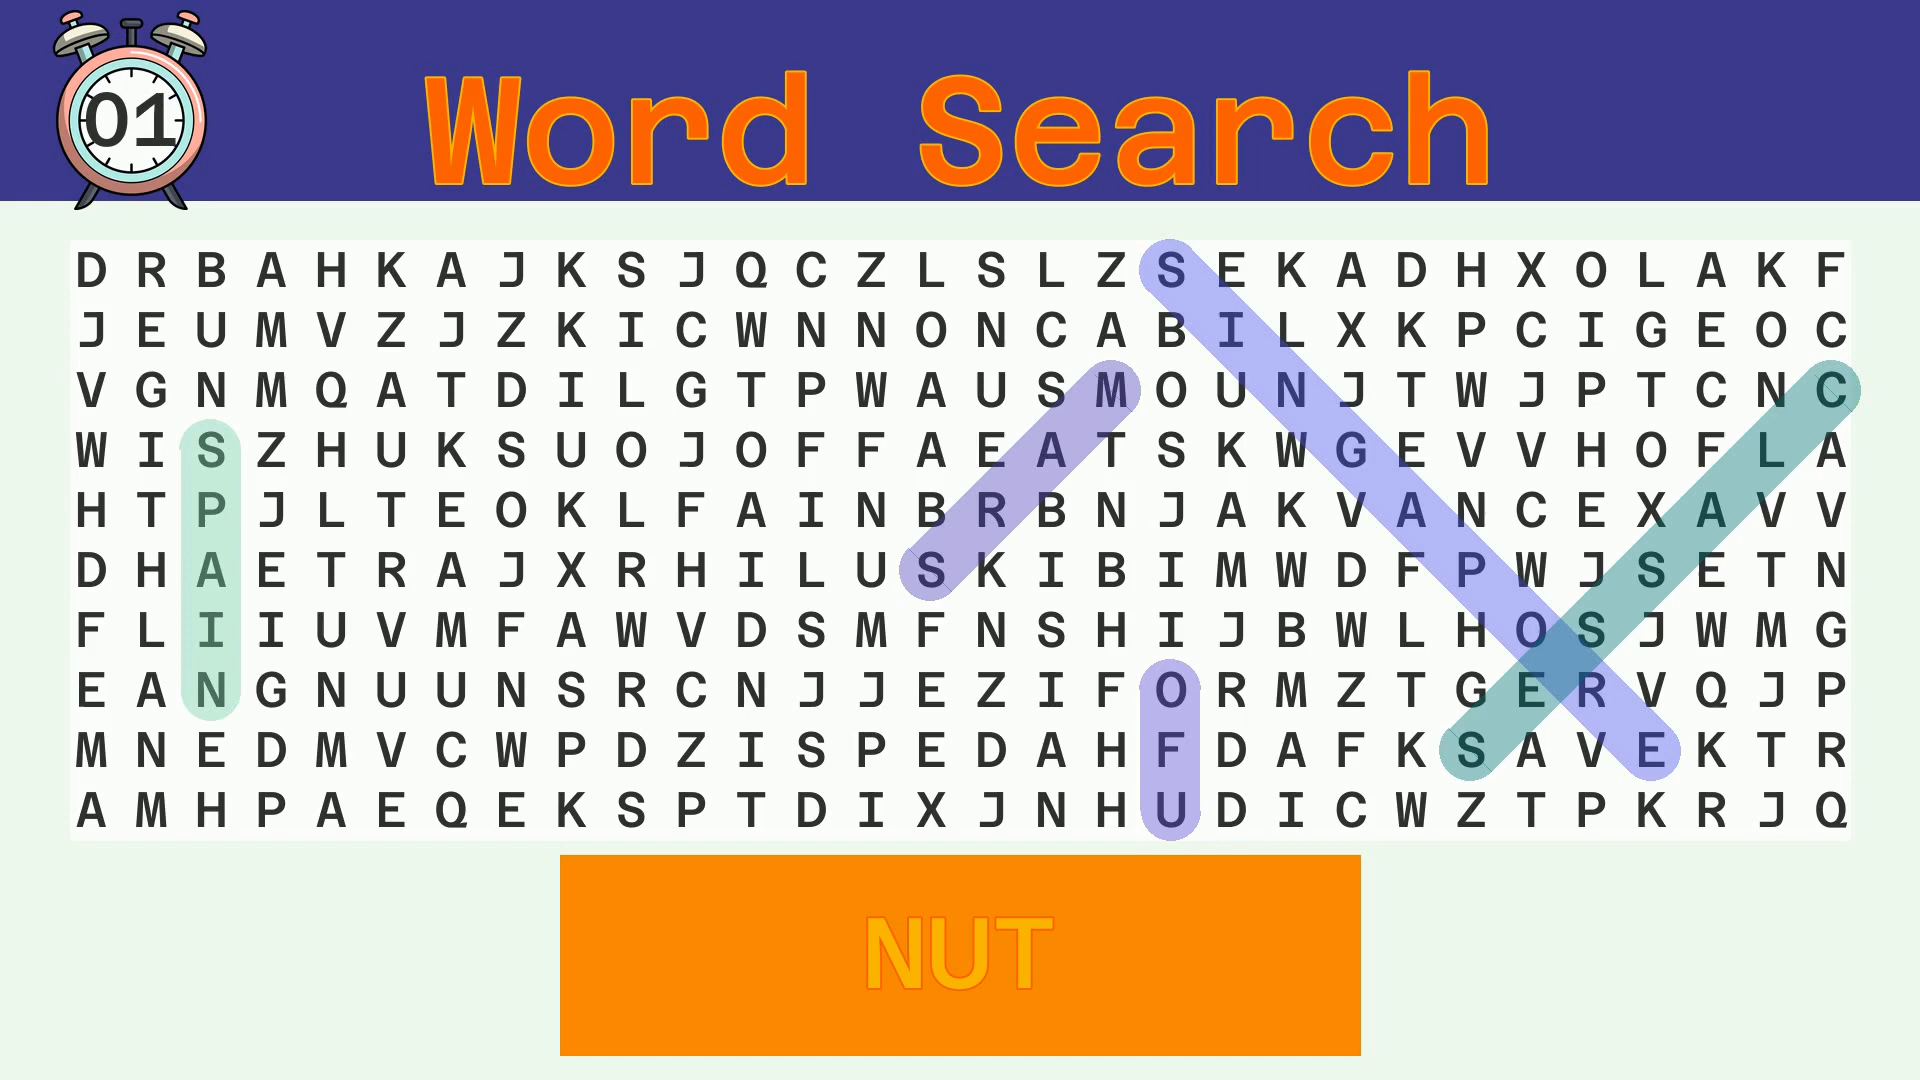 01
Word Search
D R B A H K A J K S J Q C Z L S L Z S E K A D H X O L A K F
J E U M V Z J Z K I C W N N O N C A B I L X K P C I G E O C
V G N M Q A T D I L G T P W A U S M O U N J T W J P T C N C
W I S Z H U K S U O J O F F A E A T S K W G E V V H O F L A
H T P J L T E O K L F A I N B R B N J A K V A N C E X A V V
D H A E T R A J X R H I L U S K I B I M W D F P W J S E T N
F L I I U V M F A W V D S M F N S H I J B W L H O S J W M G
E A N G N U U N S R C N J J E Z I F O R M Z T G E R V Q J P
M N E D M V C W P D Z I S P E D A H F D A F K S A V E K T R
A M H P A E Q E K S P T D I X J N H U D I C W Z T P K R J Q
NUT